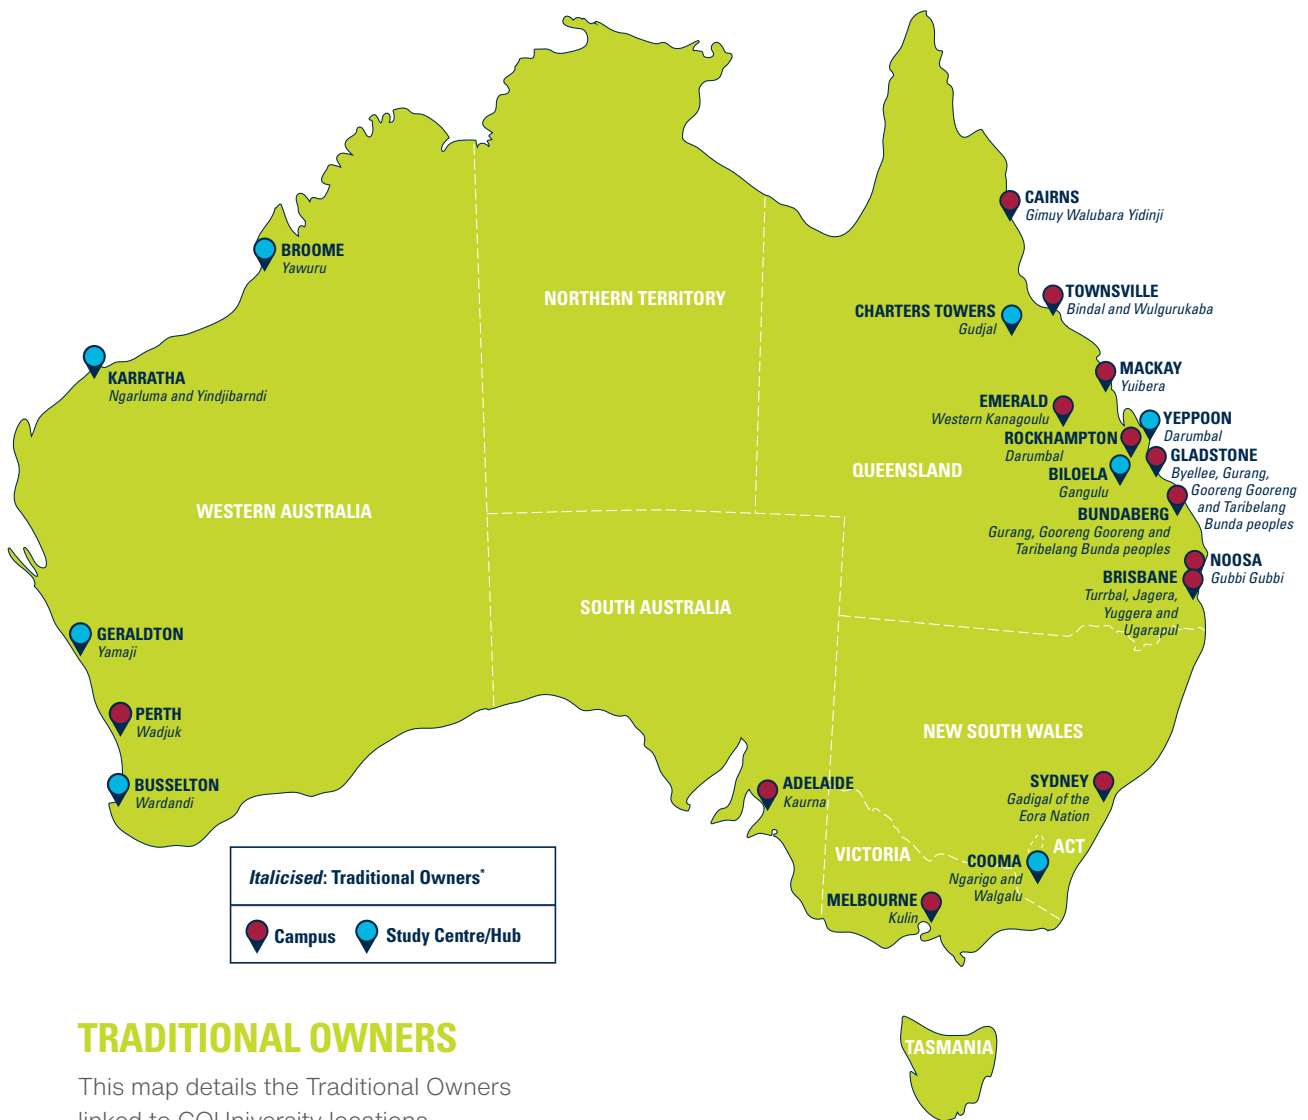 CAIRNS
Gimuy Walubara Yidinji
BROOME
Yawuru
NORTHERN TERRITORY
TOWNSVILLE
Bindal and Wulgurukaba
CHARTERS TOWERS
Gudjal
KARRATHA
Ngarluma and Yindjibarndi
MACKAY
Yuibera
EMERALD
Western Kanagoulu
YEPPOON
Darumbal
ROCKHAMPTON
Darumbal
GLADSTONE
Byellee, Gurang,
Gooreng Gooreng
and Taribelang
Bunda peoples
QUEENSLAND
BILOELA
Gangulu
WESTERN AUSTRALIA
BUNDABERG
Gurang, Gooreng Gooreng and
Taribelang Bunda peoples
NOOSA
Gubbi Gubbi
BRISBANE
Turrbal, Jagera,
Yuggera and
Ugarapul
SOUTH AUSTRALIA
GERALDTON
Yamaji
PERTH
Wadjuk
NEW SOUTH WALES
BUSSELTON
Wardandi
ADELAIDE
Kaurna
SYDNEY
Gadigal of the
Eora Nation
VICTORIA
ACT
COOMA
Ngarigo and
Walgalu
MELBOURNE
Kulin
Italicised: Traditional Owners*
Campus
Study Centre/Hub
TRADITIONAL OWNERS
This map details the Traditional Owners
linked to CQUniversity locations
TASMANIA